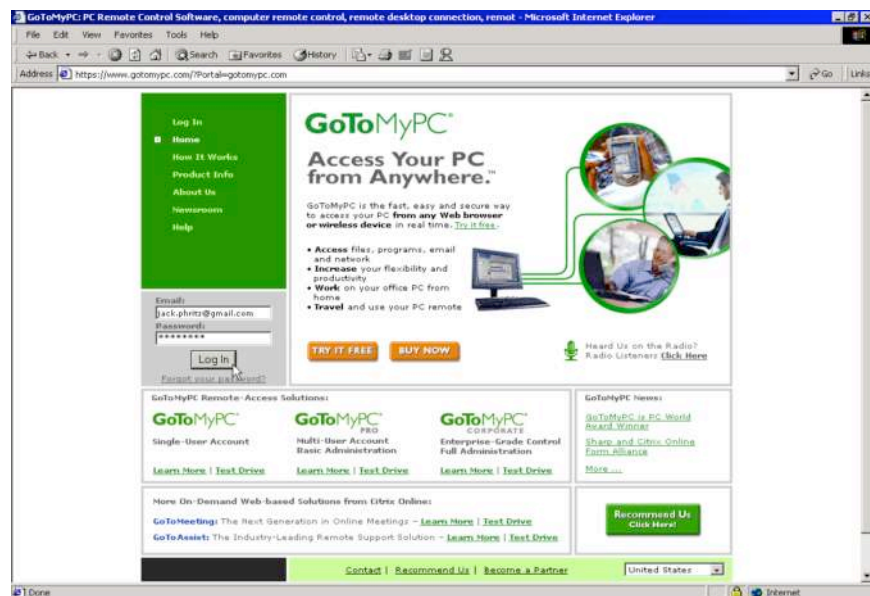 GoToMyPC: PC Remote Control Software, computer remote control, remote desktop connection, remot - Microsoft Internet Explorer
File Edit View Favorites Tools Help
Back Search Favorites History
Address https://www.gotomypc.com/?Portal=gotomypc.com Go Links
Log In
Home
How It Works
Product Info
About Us
Newsroom
Help
Email:
jack.phritz@gmail.com
Password:
********
Log In
Forgot your password?
GoToMyPC®
Access Your PC
from Anywhere.™
GoToMyPC is the fast, easy and secure way
to access your PC from any Web browser
or wireless device in real time. Try it free.
• Access files, programs, email
and network
• Increase your flexibility and
productivity
• Work on your office PC from
home
• Travel and use your PC remote
TRY IT FREE BUY NOW
Heard Us on the Radio?
Radio Listeners Click Here
GoToMyPC Remote-Access Solutions:
GoToMyPC®
Single-User Account
Learn More | Test Drive
GoToMyPC®
PRO
Multi-User Account
Basic Administration
Learn More | Test Drive
GoToMyPC®
CORPORATE
Enterprise-Grade Control
Full Administration
Learn More | Test Drive
GoToMyPC News:
GoToMyPC is PC World
Award Winner
Sharp and Citrix Online
Form Alliance
More ...
More On-Demand Web-based Solutions from Citrix Online:
GoToMeeting: The Next Generation in Online Meetings - Learn More | Test Drive
GoToAssist: The Industry-Leading Remote Support Solution - Learn More | Test Drive
Recommend Us
Click Here!
Contact | Recommend Us | Become a Partner
United States
Done Internet